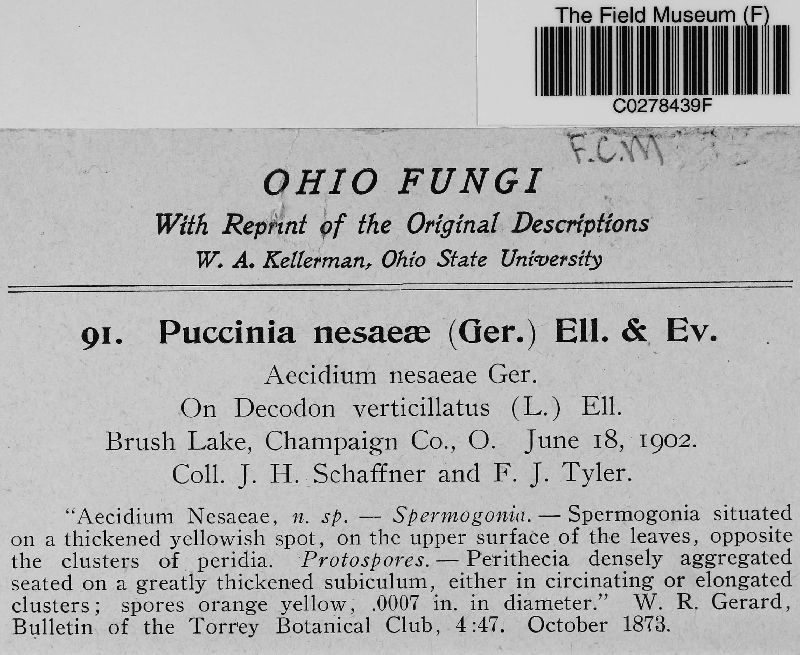 The Field Museum (F)
C0278439F
F.C.M
OHIO FUNGI
With Reprint of the Original Descriptions
W. A. Kellerman, Ohio State University
91. Puccinia nesaeæ (Ger.) Ell. & Ev.
Aecidium nesaeae Ger.
On Decodon verticillatus (L.) Ell.
Brush Lake, Champaign Co., O. June 18, 1902.
Coll. J. H. Schaffner and F. J. Tyler.
"Aecidium Nesaeae, n. sp. — Spermogonia. — Spermogonia situated
on a thickened yellowish spot, on the upper surface of the leaves, opposite
the clusters of peridia. Protospores. — Perithecia densely aggregated
seated on a greatly thickened subiculum, either in circinating or elongated
clusters; spores orange yellow, .0007 in. in diameter." W. R. Gerard,
Bulletin of the Torrey Botanical Club, 4:47. October 1873.